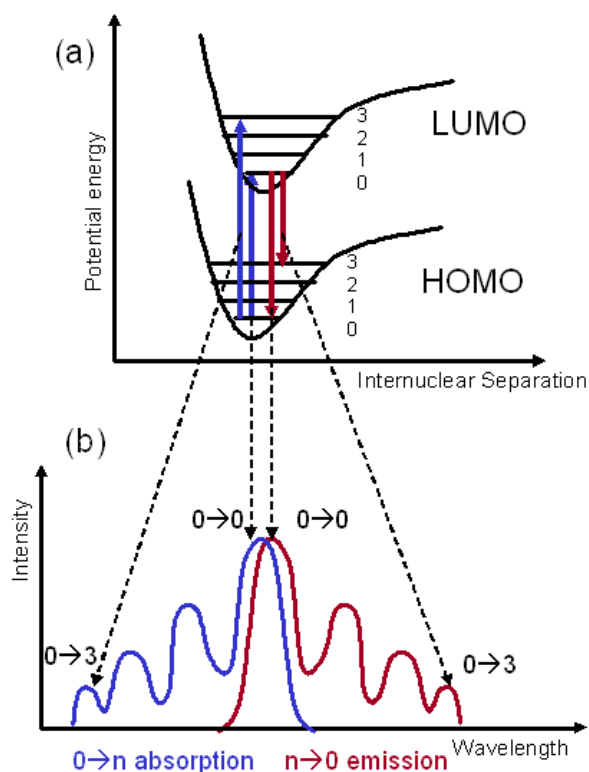 (a)
Potential energy
3
2
1
0
LUMO
3
2
1
0
HOMO
Internuclear Separation
(b)
Intensity
0→0
0→0
0→3
0→3
0→n absorption
n→0 emission
Wavelength